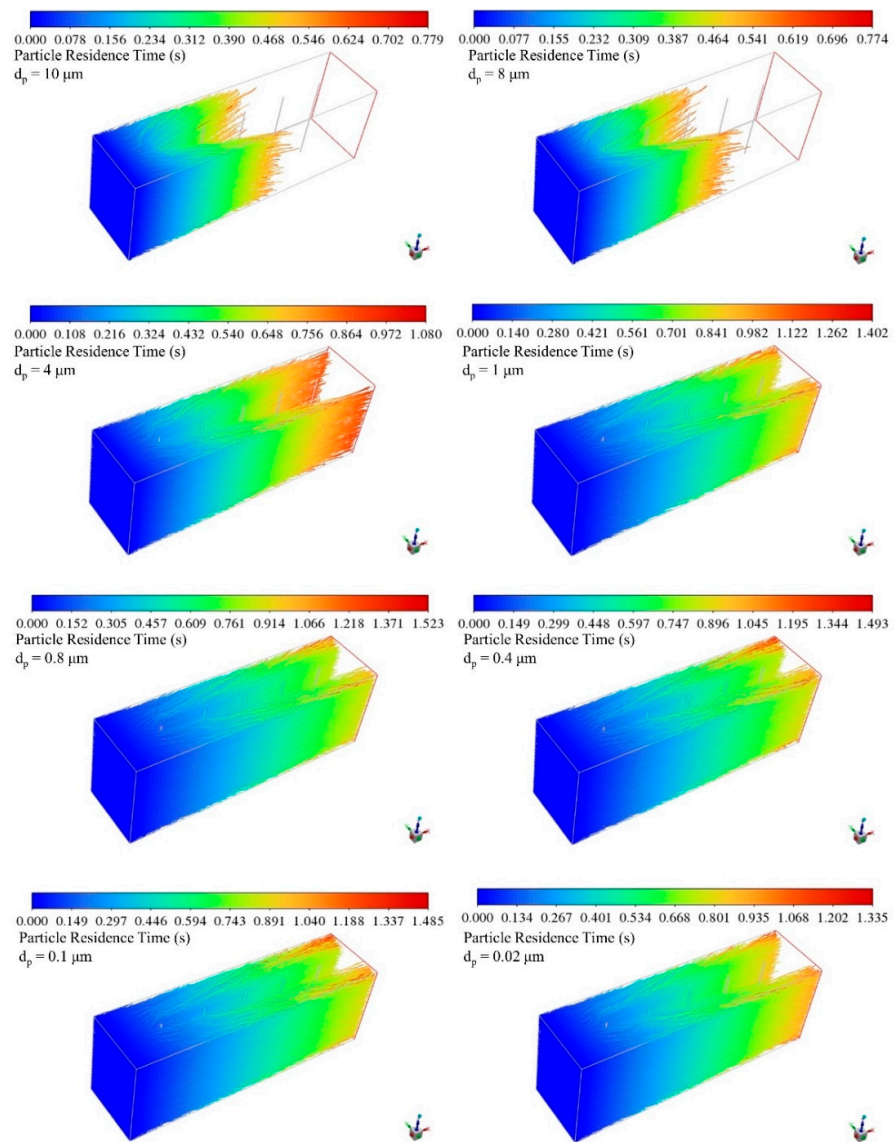 0.000 0.078 0.156 0.234 0.312 0.390 0.468 0.546 0.624 0.702 0.779
Particle Residence Time (s)
dₚ = 10 μm
0.000 0.077 0.155 0.232 0.309 0.387 0.464 0.541 0.619 0.696 0.774
Particle Residence Time (s)
dₚ = 8 μm
0.000 0.108 0.216 0.324 0.432 0.540 0.648 0.756 0.864 0.972 1.080
Particle Residence Time (s)
dₚ = 4 μm
0.000 0.140 0.280 0.421 0.561 0.701 0.841 0.982 1.122 1.262 1.402
Particle Residence Time (s)
dₚ = 1 μm
0.000 0.152 0.305 0.457 0.609 0.761 0.914 1.066 1.218 1.371 1.523
Particle Residence Time (s)
dₚ = 0.8 μm
0.000 0.149 0.299 0.448 0.597 0.747 0.896 1.045 1.195 1.344 1.493
Particle Residence Time (s)
dₚ = 0.4 μm
0.000 0.149 0.297 0.446 0.594 0.743 0.891 1.040 1.188 1.337 1.485
Particle Residence Time (s)
dₚ = 0.1 μm
0.000 0.134 0.267 0.401 0.534 0.668 0.801 0.935 1.068 1.202 1.335
Particle Residence Time (s)
dₚ = 0.02 μm